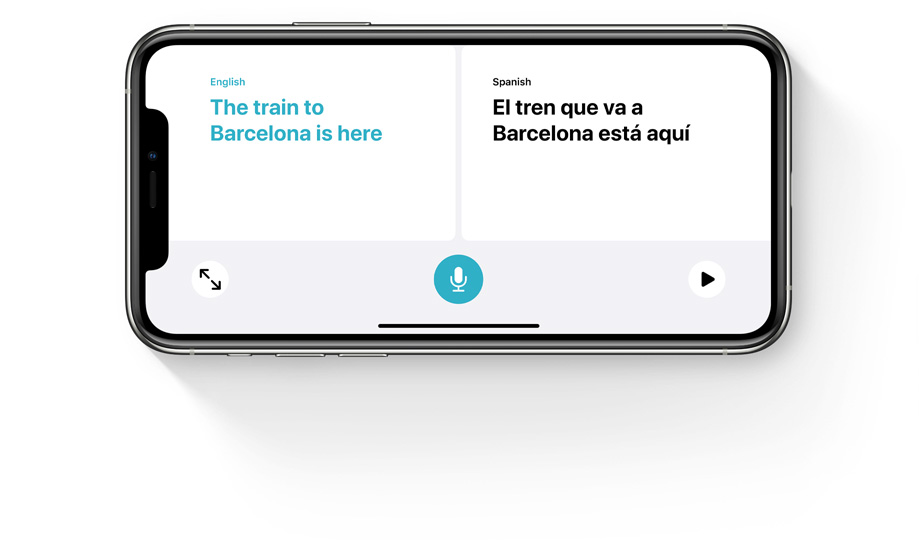 English
The train to
Barcelona is here
Spanish
El tren que va a
Barcelona está aquí